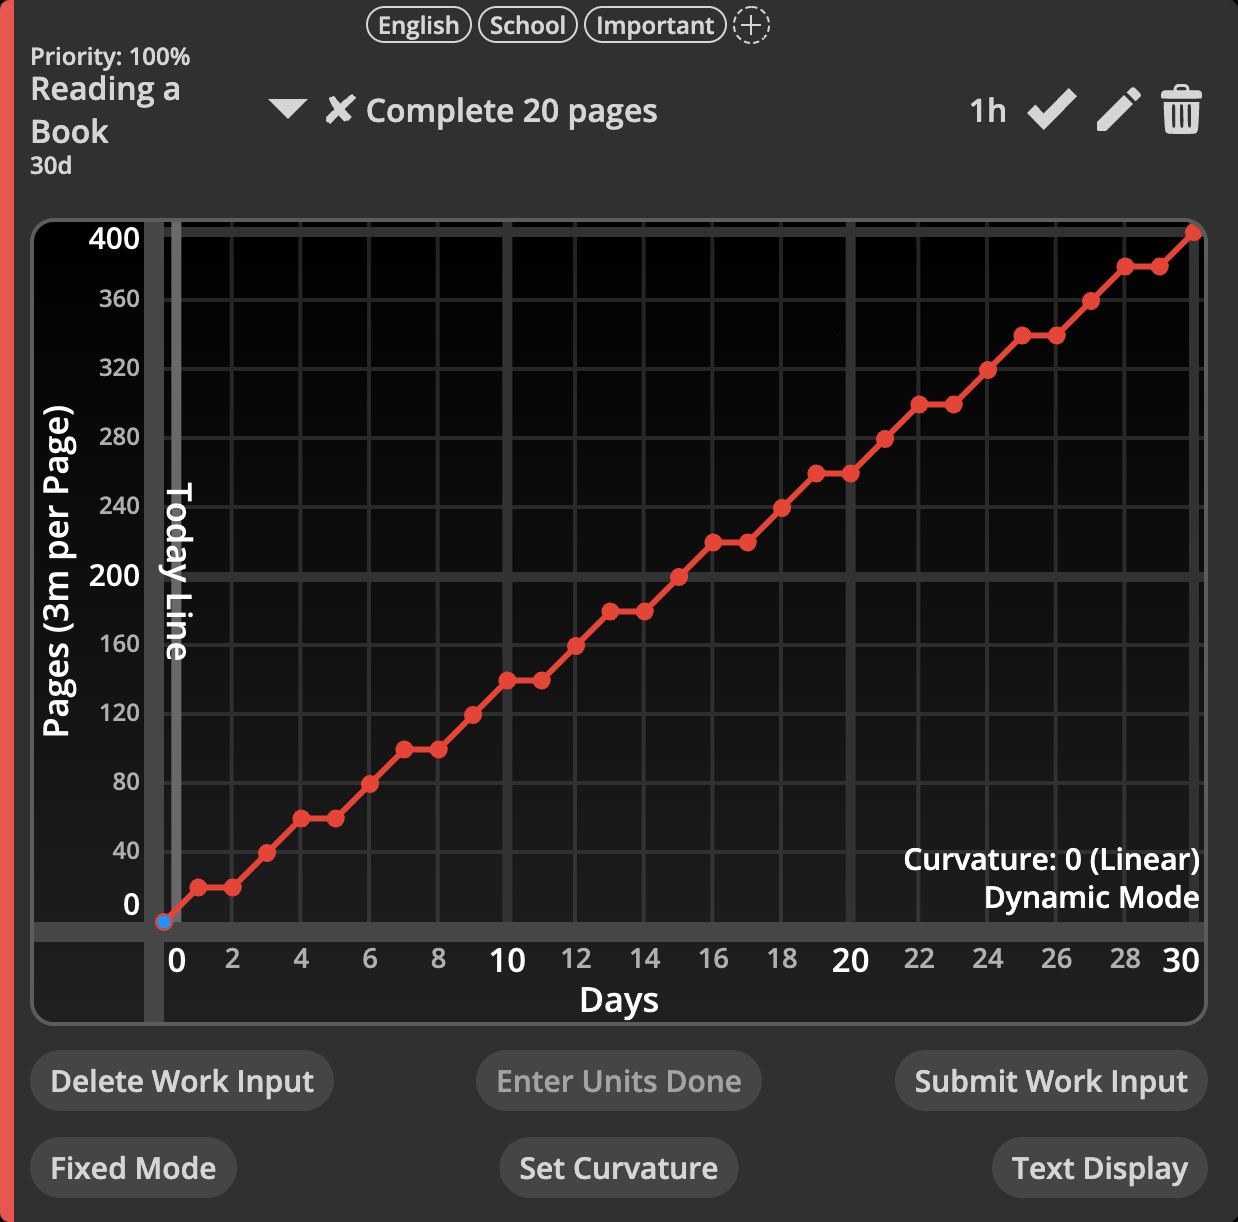 English School Important
Priority: 100%
Reading a
Book
30d
Complete 20 pages
1h
400
360
320
280
240
200
160
120
80
40
0
Pages (3m per Page)
Today Line
Curvature: 0 (Linear)
Dynamic Mode
0 2 4 6 8 10 12 14 16 18 20 22 24 26 28 30
Days
Delete Work Input Enter Units Done Submit Work Input
Fixed Mode Set Curvature Text Display